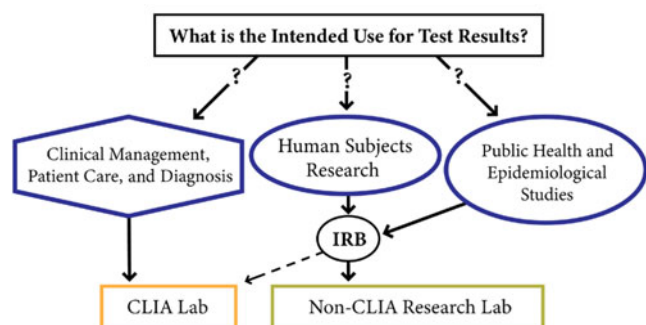 What is the Intended Use for Test Results?
? ? ?
Clinical Management,
Patient Care, and Diagnosis
Human Subjects
Research
Public Health and
Epidemiological
Studies
IRB
CLIA Lab
Non-CLIA Research Lab